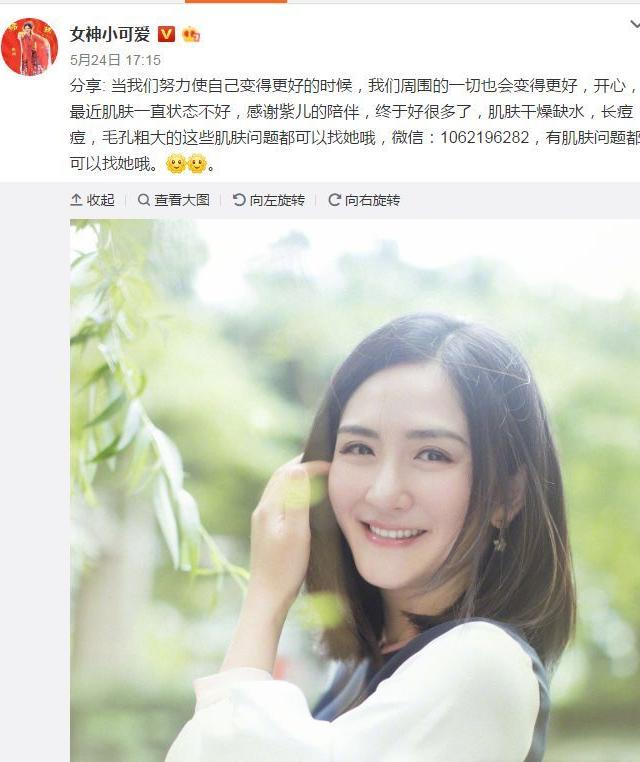 女神小可爱
5月24日 17:15
分享: 当我们努力使自己变得更好的时候，我们周围的一切也会变得更好，开心，
最近肌肤一直状态不好，感谢紫儿的陪伴，终于好很多了，肌肤干燥缺水，长痘
痘，毛孔粗大的这些肌肤问题都可以找她哦，微信：1062196282，有肌肤问题都
可以找她哦。🌞🌞。
收起 查看大图 向左旋转 向右旋转